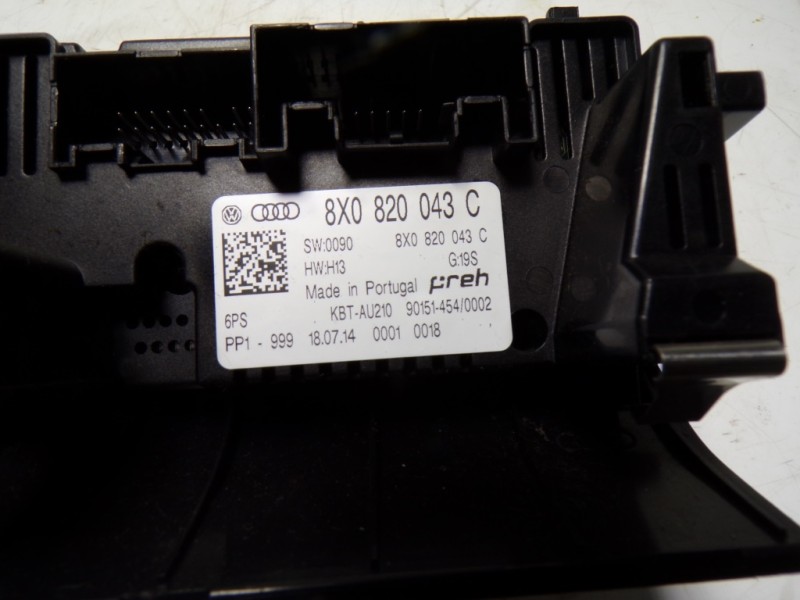 8X0 820 043 C
SW:0090 8X0 820 043 C
HW:H13 G:19S
Made in Portugal preh
6PS KBT-AU210 90151-454/0002
PP1 - 999 18.07.14 0001 0018